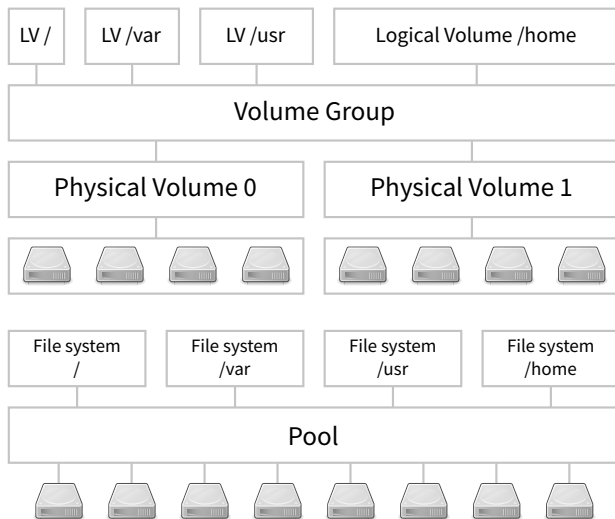 LV /
LV /var
LV /usr
Logical Volume /home
Volume Group
Physical Volume 0
Physical Volume 1
File system
/
File system
/var
File system
/usr
File system
/home
Pool